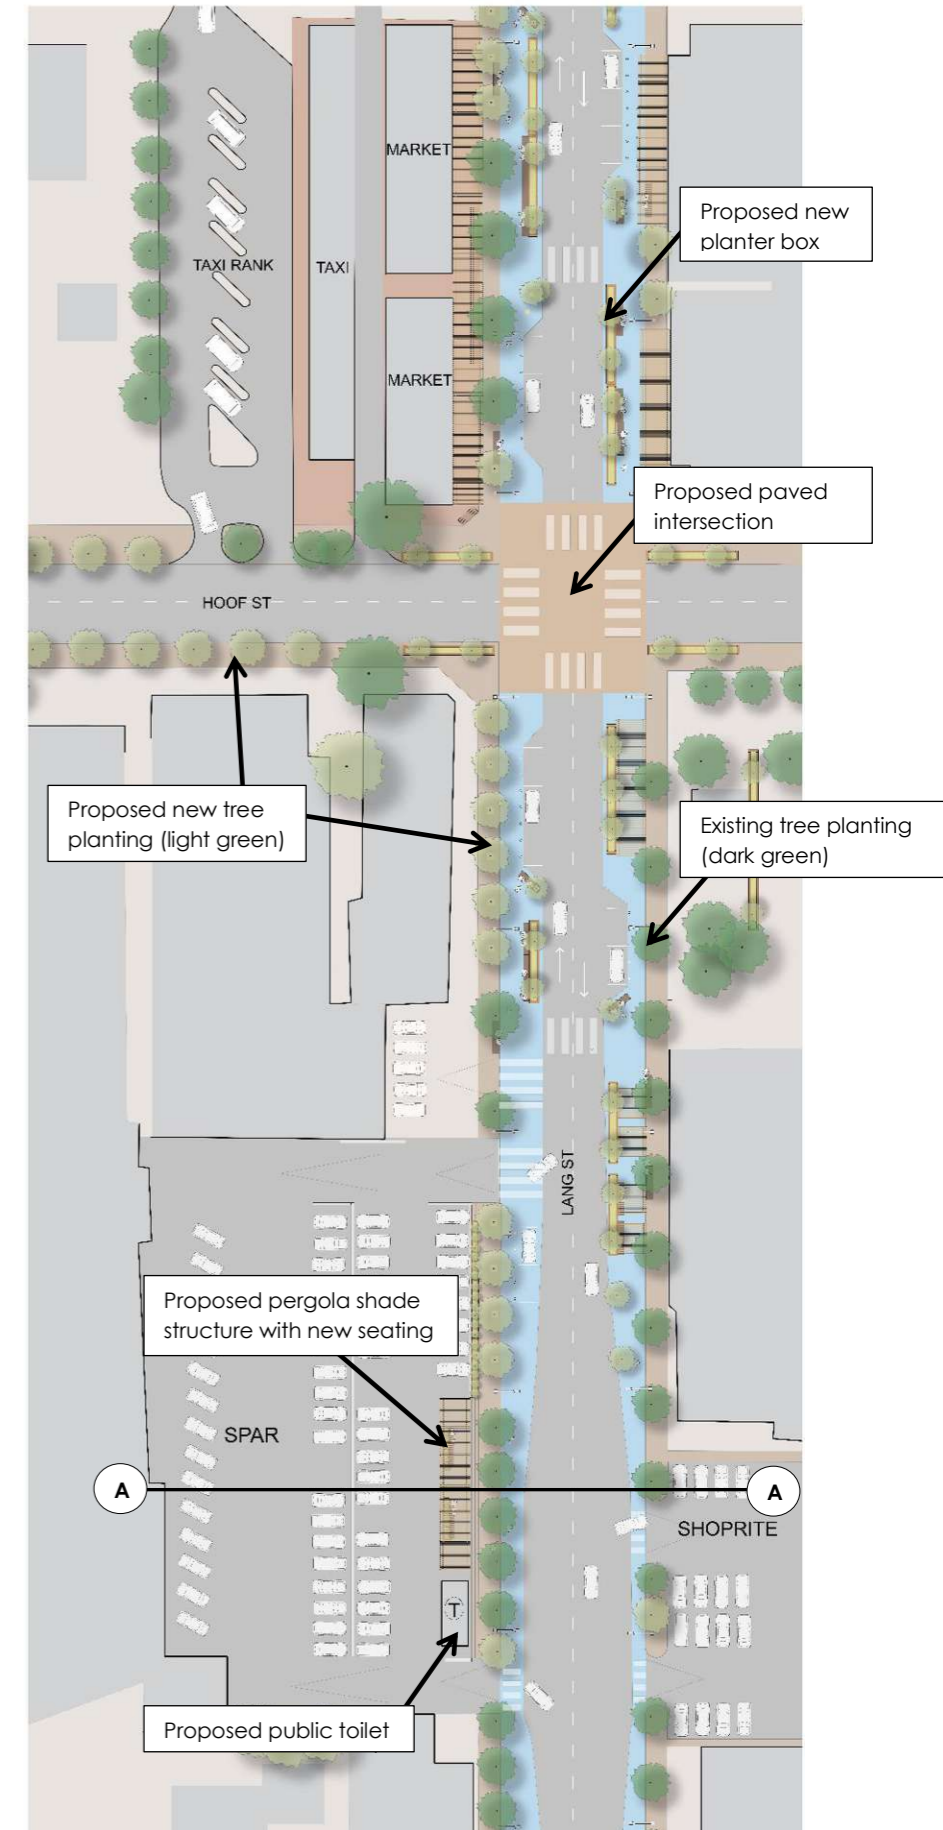 MARKET
Proposed new
planter box
TAXI RANK
TAXI
MARKET
Proposed paved
intersection
HOOF ST
Proposed new tree
planting (light green)
Existing tree planting
(dark green)
LANG ST
Proposed pergola shade
structure with new seating
SPAR
A
A
SHOPRITE
T
Proposed public toilet